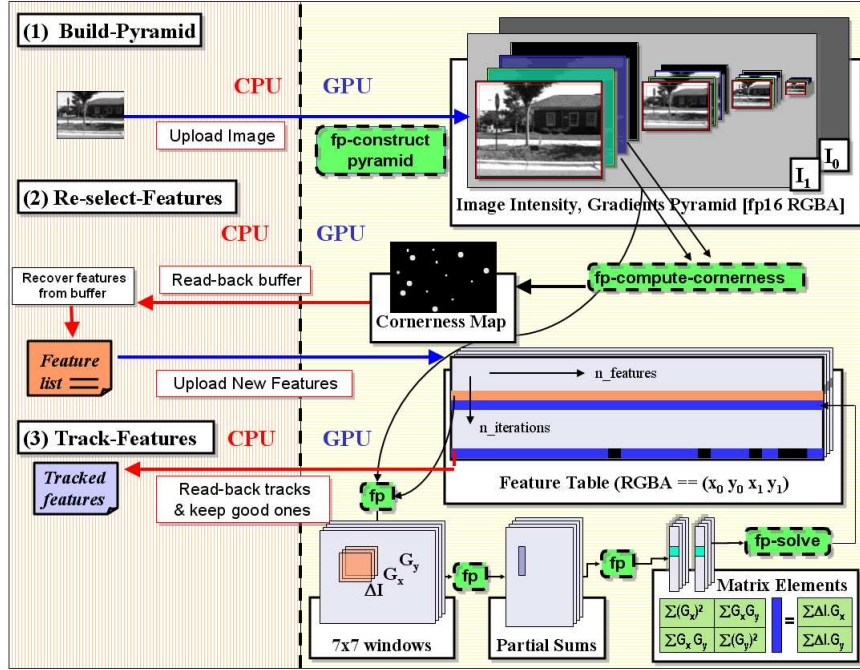 (1) Build-Pyramid
CPU
GPU
Upload Image
fp-construct
pyramid
I0
I1
Image Intensity, Gradients Pyramid [fp16 RGBA]
(2) Re-select-Features
CPU
GPU
Recover features
from buffer
Read-back buffer
Cornerness Map
fp-compute-cornerness
Feature
list
Upload New Features
n_features
n_iterations
(3) Track-Features
CPU
GPU
Tracked
features
Read-back tracks
& keep good ones
Feature Table (RGBA == (x0 y0 x1 y1)
fp
ΔI Gx Gy
7x7 windows
fp
Partial Sums
fp
fp-solve
Matrix Elements
Σ(Gx)² ΣGxGy = ΣΔI.Gx
ΣGxGy Σ(Gy)² ΣΔI.Gy